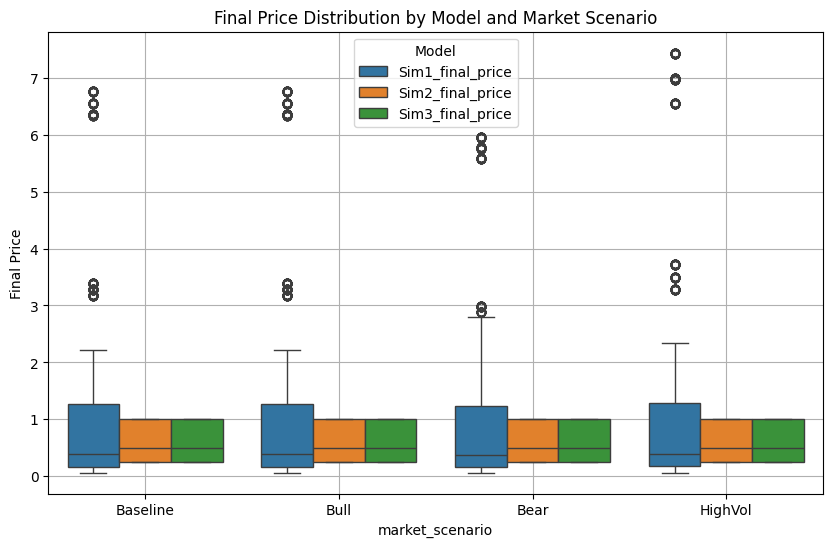 Final Price Distribution by Model and Market Scenario
Model
Sim1_final_price
Sim2_final_price
Sim3_final_price
Final Price
7
6
5
4
3
2
1
0
Baseline
Bull
Bear
HighVol
market_scenario